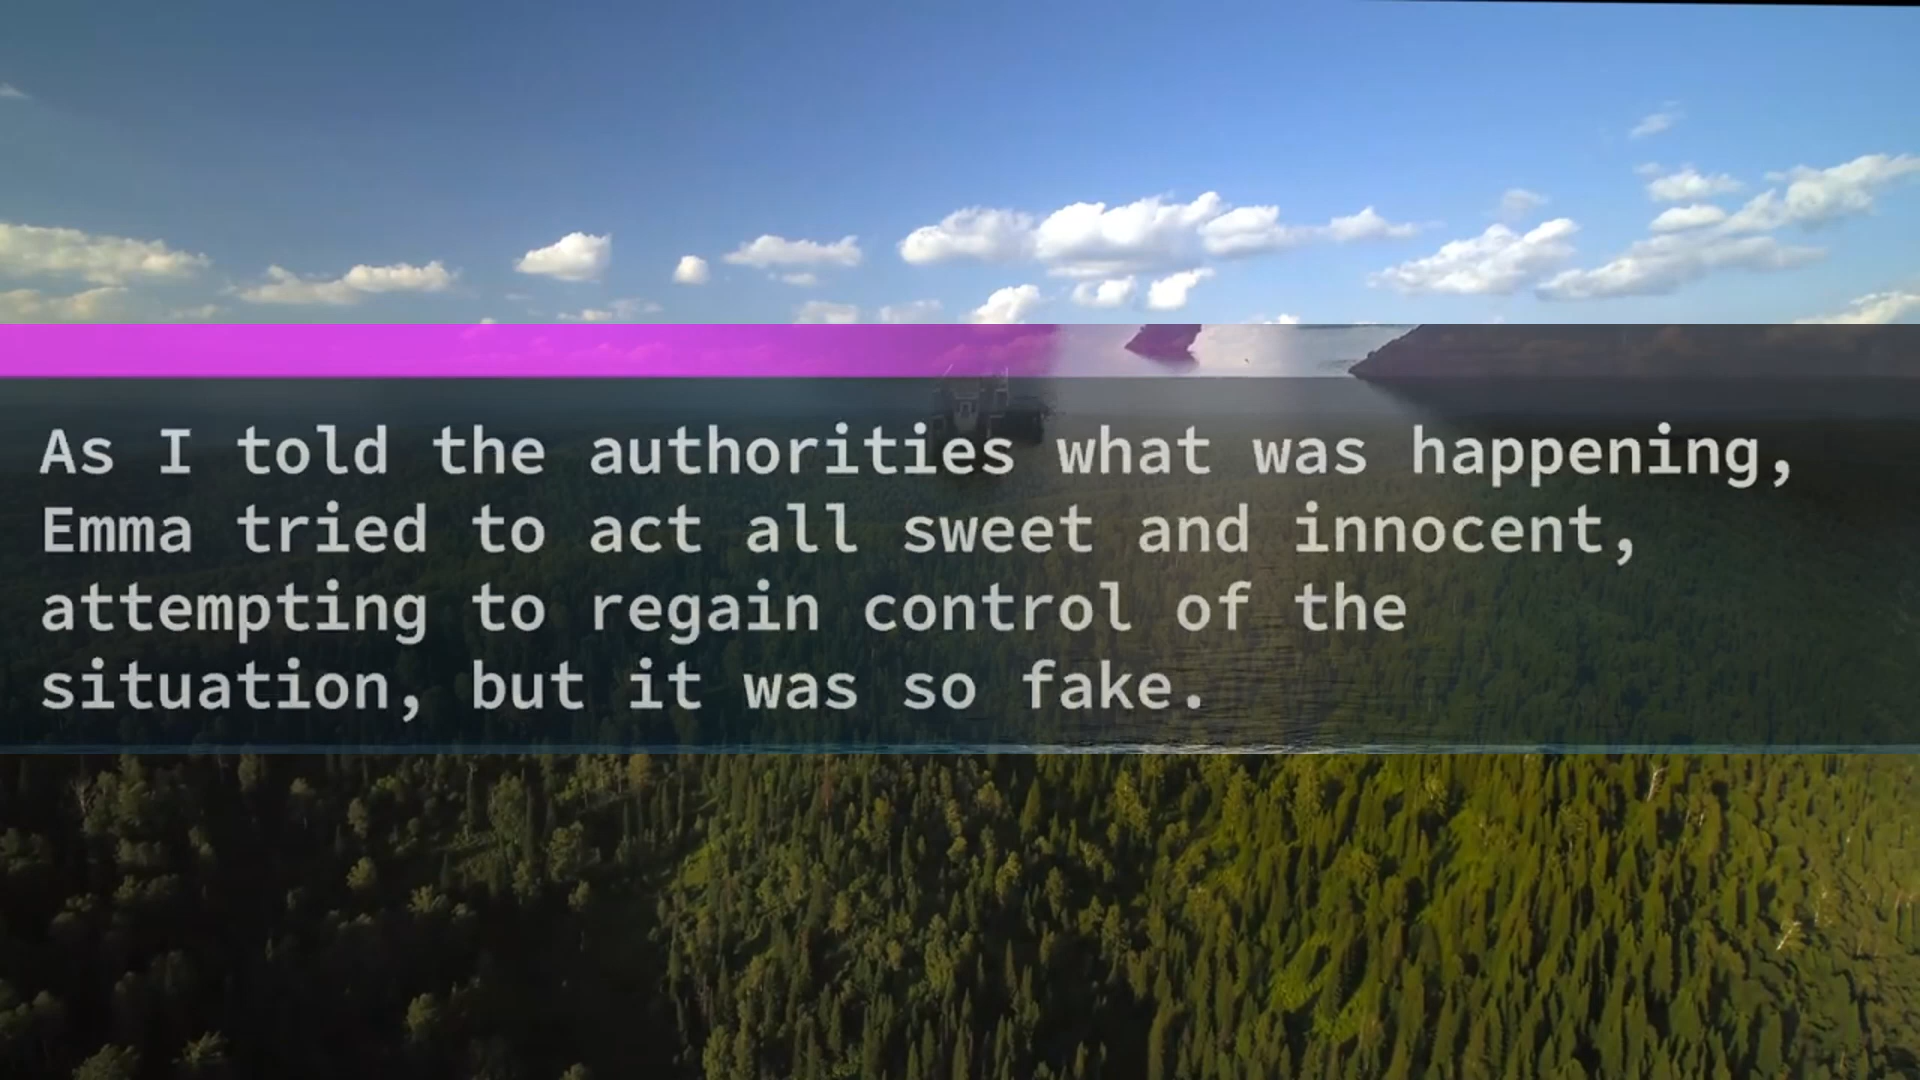 As I told the authorities what was happening,
Emma tried to act all sweet and innocent,
attempting to regain control of the
situation, but it was so fake.